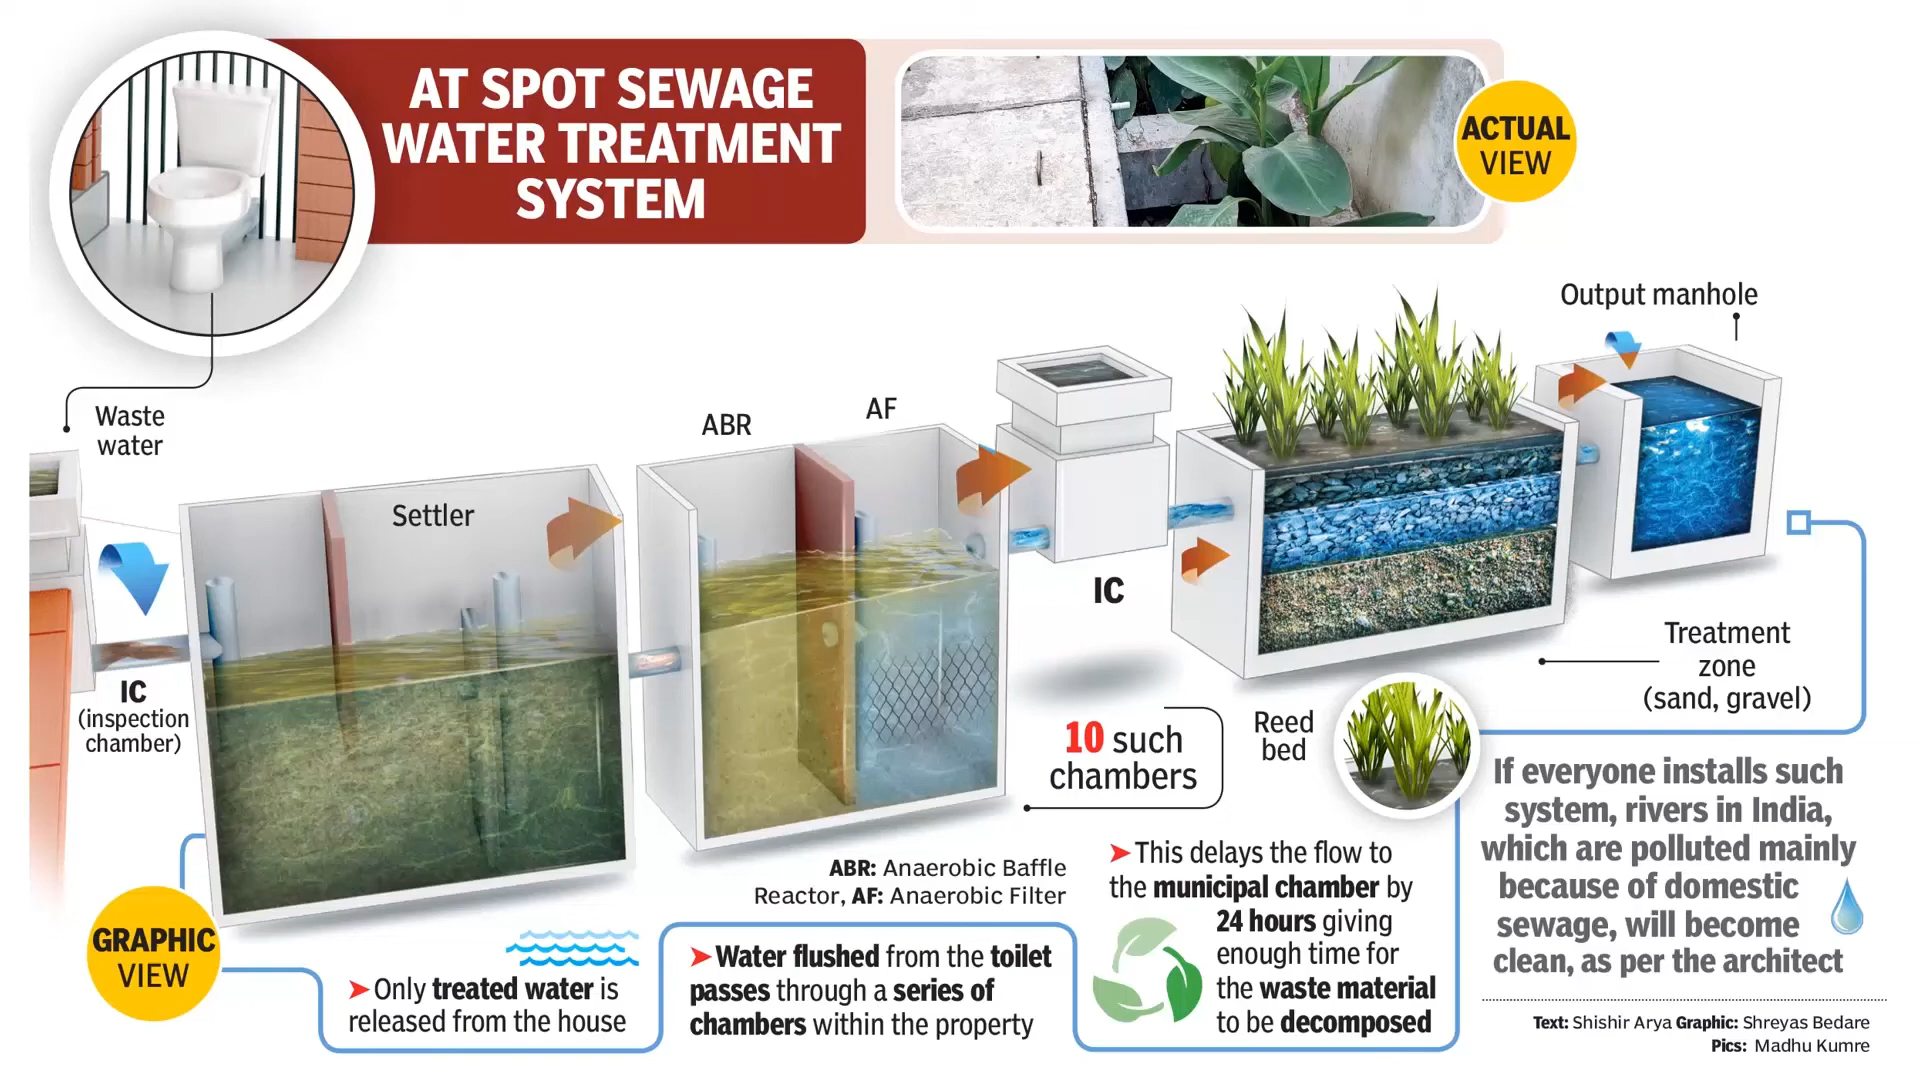 AT SPOT SEWAGE
WATER TREATMENT
SYSTEM
ACTUAL
VIEW
Output manhole
Waste
water
Settler
ABR
AF
IC
(inspection
chamber)
IC
Treatment
zone
(sand, gravel)
Reed
bed
10 such
chambers
ABR: Anaerobic Baffle
Reactor, AF: Anaerobic Filter
GRAPHIC
VIEW
➤Only treated water is
released from the house
➤Water flushed from the toilet
passes through a series of
chambers within the property
➤This delays the flow to
the municipal chamber by
24 hours giving
enough time for
the waste material
to be decomposed
If everyone installs such
system, rivers in India,
which are polluted mainly
because of domestic
sewage, will become
clean, as per the architect
Text: Shishir Arya Graphic: Shreyas Bedare
Pics: Madhu Kumre